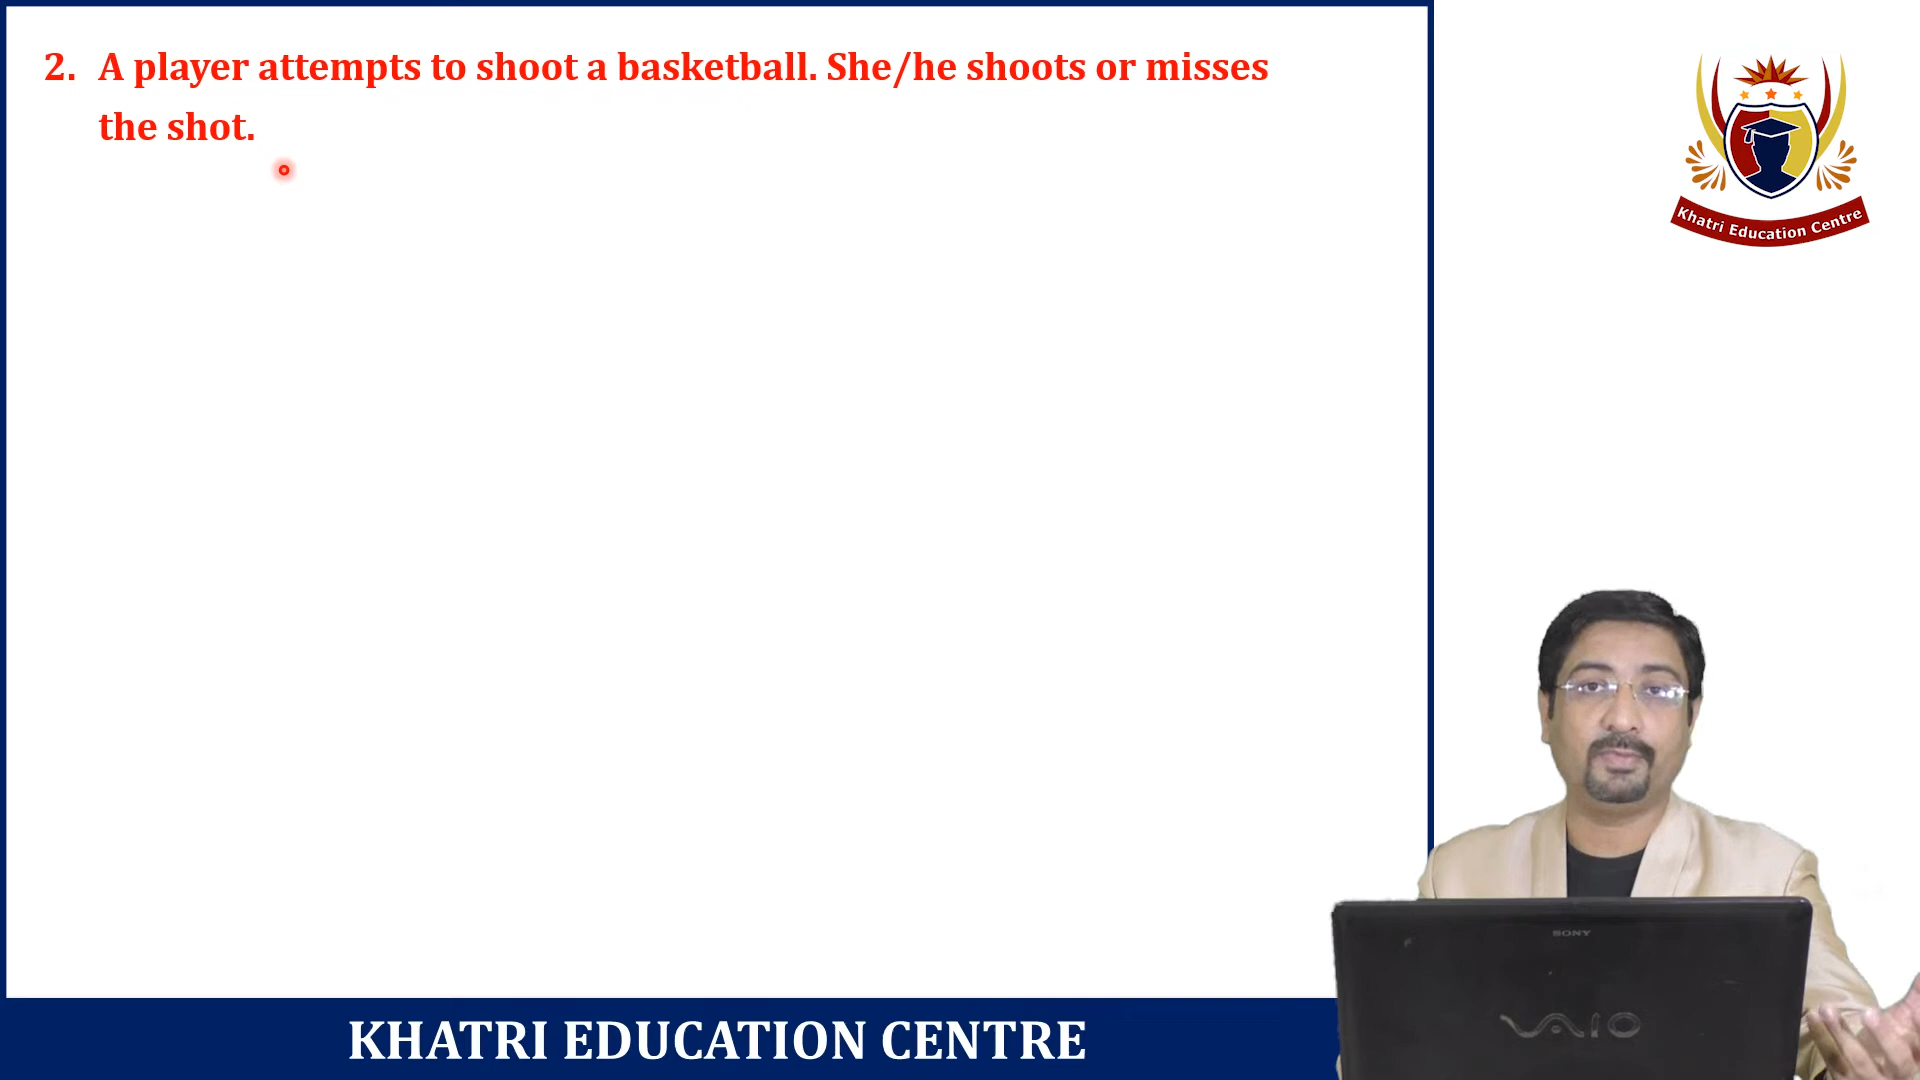 2. A player attempts to shoot a basketball. She/he shoots or misses
the shot.
Khatri Education Centre
SONY
VAIO
KHATRI EDUCATION CENTRE